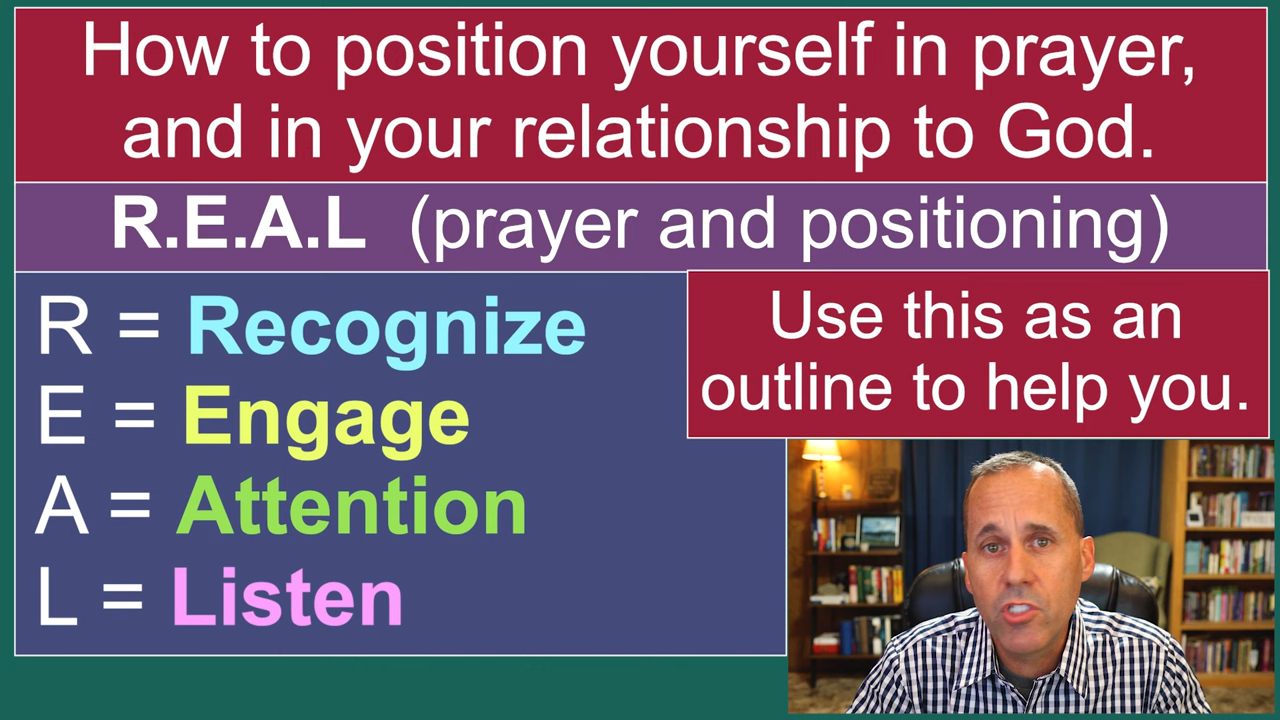 How to position yourself in prayer,
and in your relationship to God.
R.E.A.L (prayer and positioning)
R = Recognize
E = Engage
A = Attention
L = Listen
Use this as an
outline to help you.